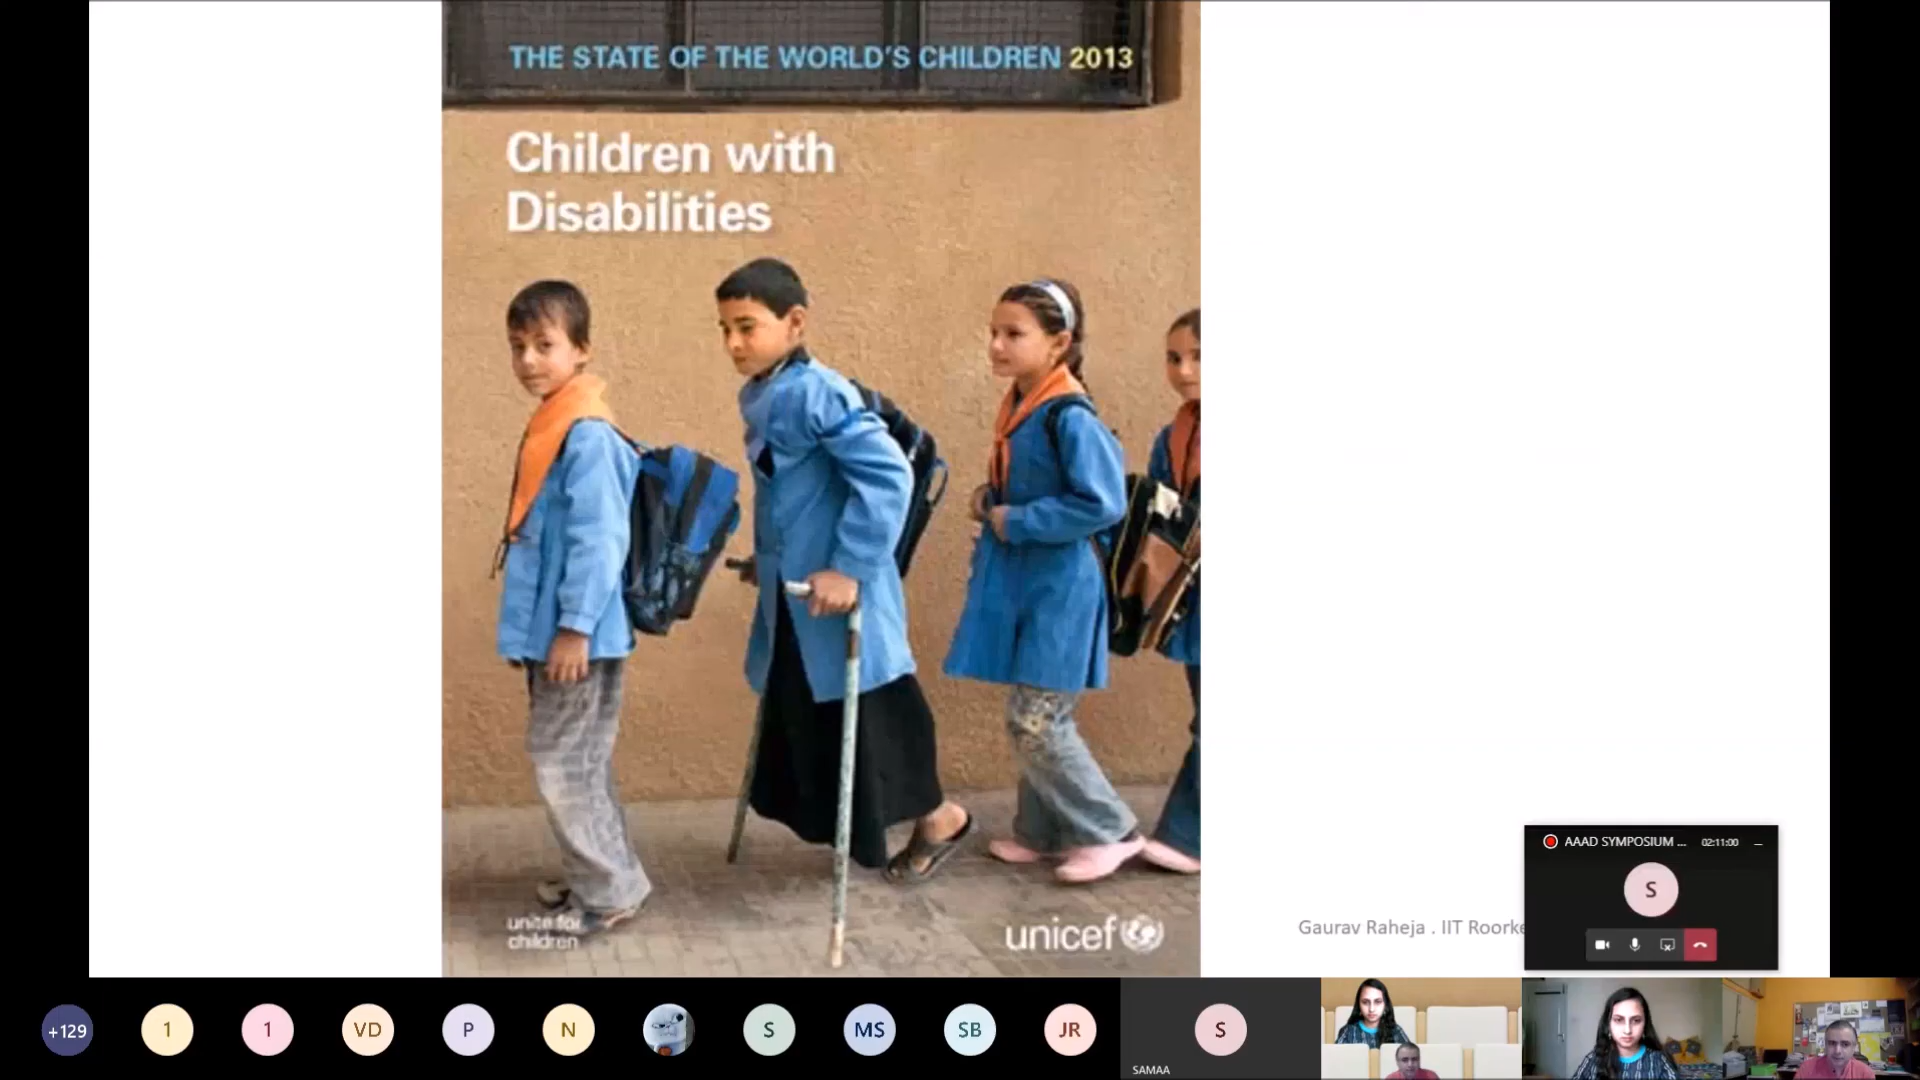 THE STATE OF THE WORLD'S CHILDREN 2013
Children with
Disabilities
unite for
children
unicef
Gaurav Raheja . IIT Roorke
AAAD SYMPOSIUM ... 02:11:00
S
+129
1
1
VD
P
N
S
MS
SB
JR
S
SAMAA